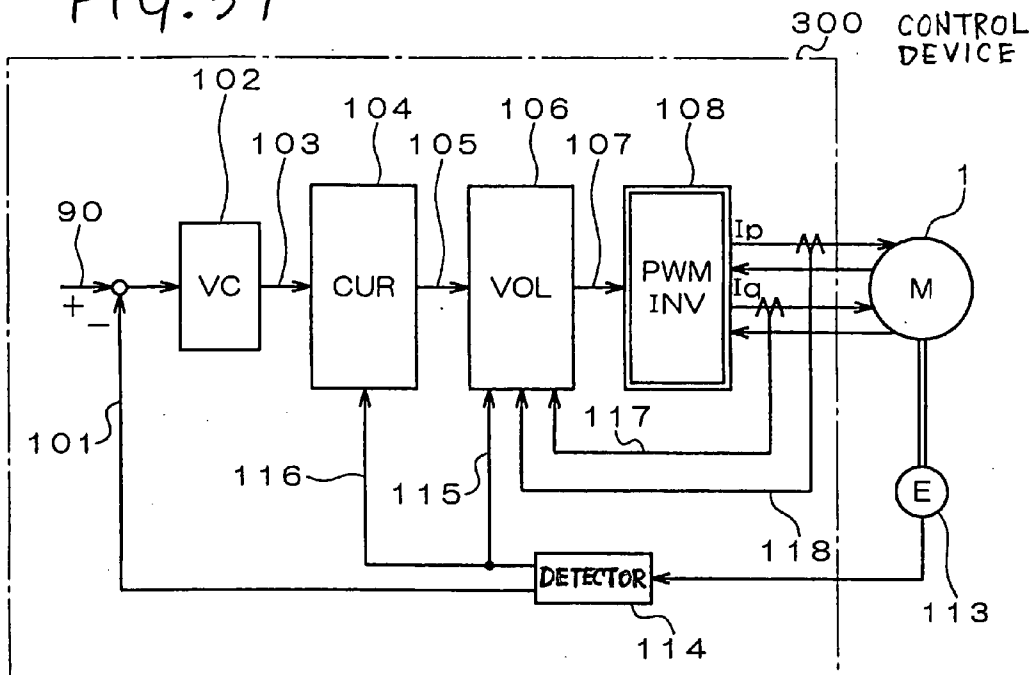 FIG. 37
300 CONTROL
DEVICE
102
104
106
108
103
105
107
1
90
Ip
VC
CUR
VOL
PWM
INV
Iq
M
+
−
101
116
115
117
118
E
DETECTOR
113
114